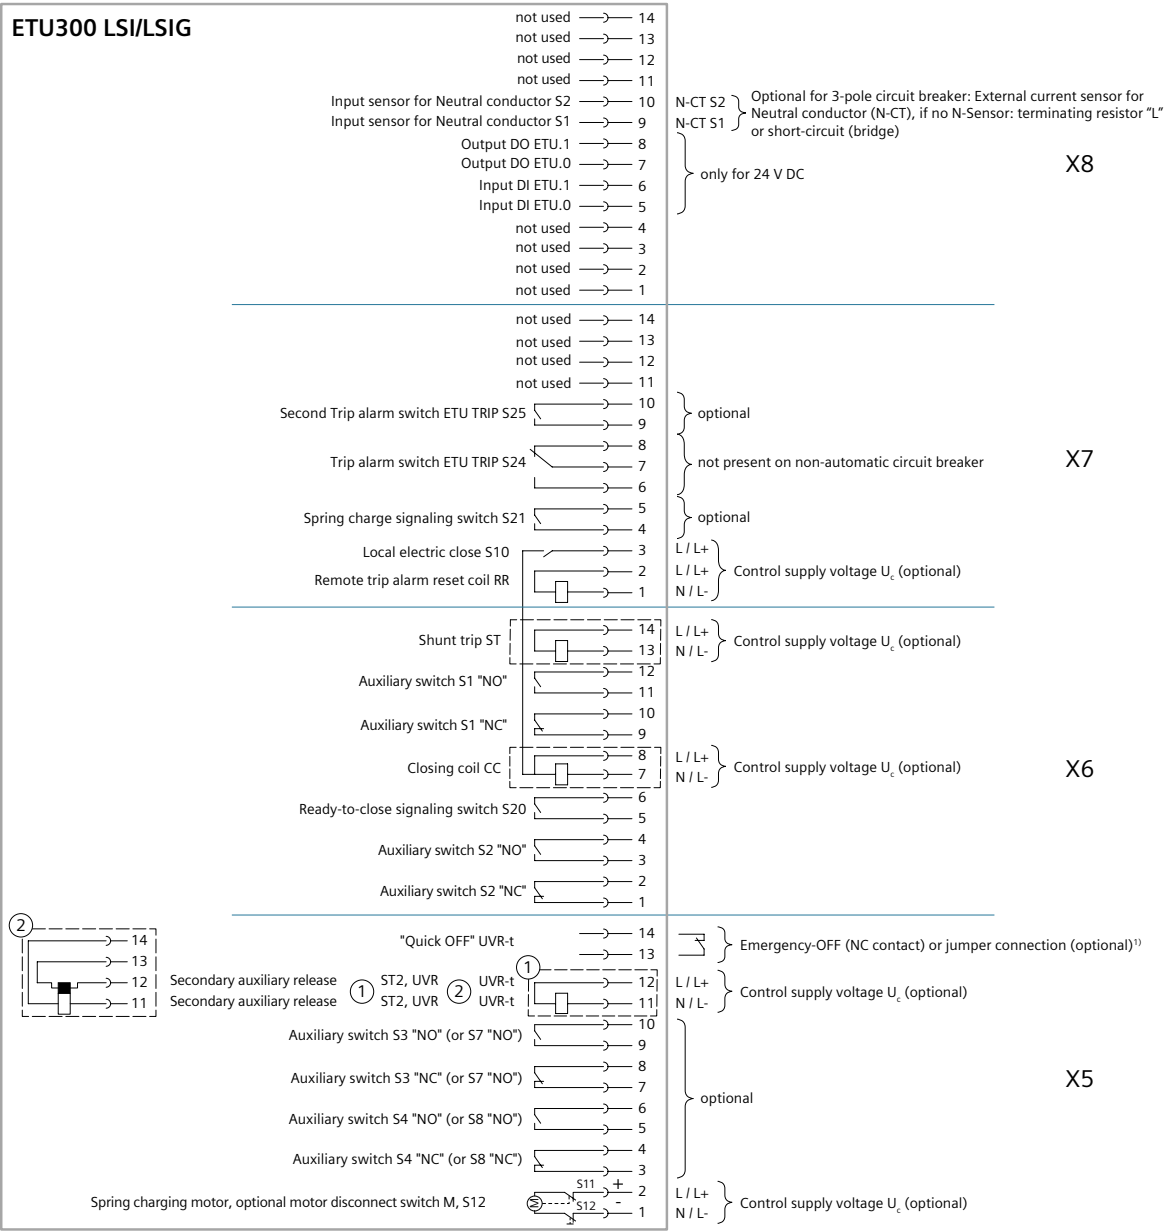 ETU300 LSI/LSIG
not used 14
not used 13
not used 12
not used 11
Input sensor for Neutral conductor S2 10 N-CT S2
Input sensor for Neutral conductor S1 9 N-CT S1
Optional for 3-pole circuit breaker: External current sensor for
Neutral conductor (N-CT), if no N-Sensor: terminating resistor “L”
or short-circuit (bridge)
Output DO ETU.1 8
Output DO ETU.0 7
Input DI ETU.1 6
Input DI ETU.0 5
only for 24 V DC
X8
not used 4
not used 3
not used 2
not used 1
not used 14
not used 13
not used 12
not used 11
Second Trip alarm switch ETU TRIP S25 10
9
optional
Trip alarm switch ETU TRIP S24 8
7
6
not present on non-automatic circuit breaker
X7
Spring charge signaling switch S21 5
4
optional
Local electric close S10 3 L / L+
Remote trip alarm reset coil RR 2 L / L+
1 N / L-
Control supply voltage Uc (optional)
Shunt trip ST 14 L / L+
13 N / L-
Control supply voltage Uc (optional)
Auxiliary switch S1 "NO" 12
11
Auxiliary switch S1 "NC" 10
9
Closing coil CC 8 L / L+
7 N / L-
Control supply voltage Uc (optional)
X6
Ready-to-close signaling switch S20 6
5
Auxiliary switch S2 "NO" 4
3
Auxiliary switch S2 "NC" 2
1
2
14
13
12
11
"Quick OFF" UVR-t 14
13
Emergency-OFF (NC contact) or jumper connection (optional)1)
1
Secondary auxiliary release 1 ST2, UVR 2 UVR-t 12 L / L+
Secondary auxiliary release ST2, UVR UVR-t 11 N / L-
Control supply voltage Uc (optional)
Auxiliary switch S3 "NO" (or S7 "NO") 10
9
Auxiliary switch S3 "NC" (or S7 "NO") 8
7
Auxiliary switch S4 "NO" (or S8 "NO") 6
5
Auxiliary switch S4 "NC" (or S8 "NC") 4
3
optional
X5
Spring charging motor, optional motor disconnect switch M, S12 M S11 + 2 L / L+
S12 - 1 N / L-
Control supply voltage Uc (optional)